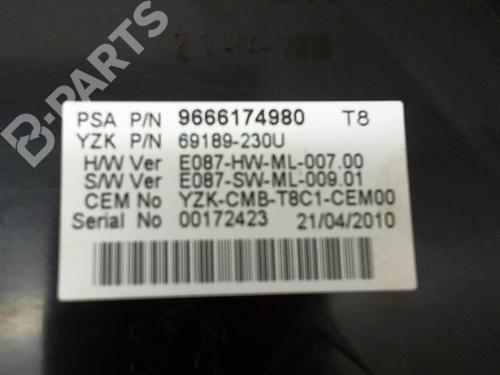 B-PARTS
PSA P/N 9666174980 T8
YZK P/N 69189-230U
H/W Ver E087-HW-ML-007.00
S/W Ver E087-SW-ML-009.01
CEM No YZK-CMB-T8C1-CEM00
Serial No 00172423 21/04/2010